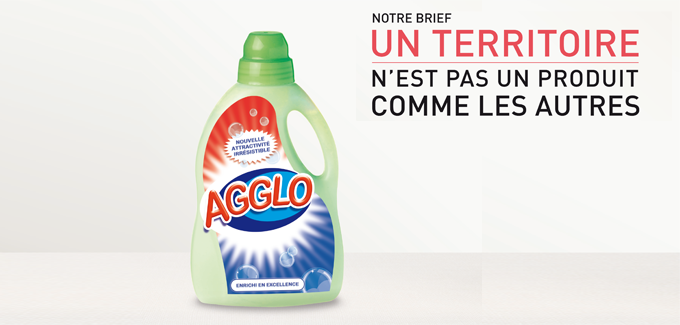 NOTRE BRIEF
UN TERRITOIRE
N'EST PAS UN PRODUIT
COMME LES AUTRES
NOUVELLE
ATTRACTIVITÉ
IRRÉSISTIBLE
AGGLO
ENRICHI EN EXCELLENCE